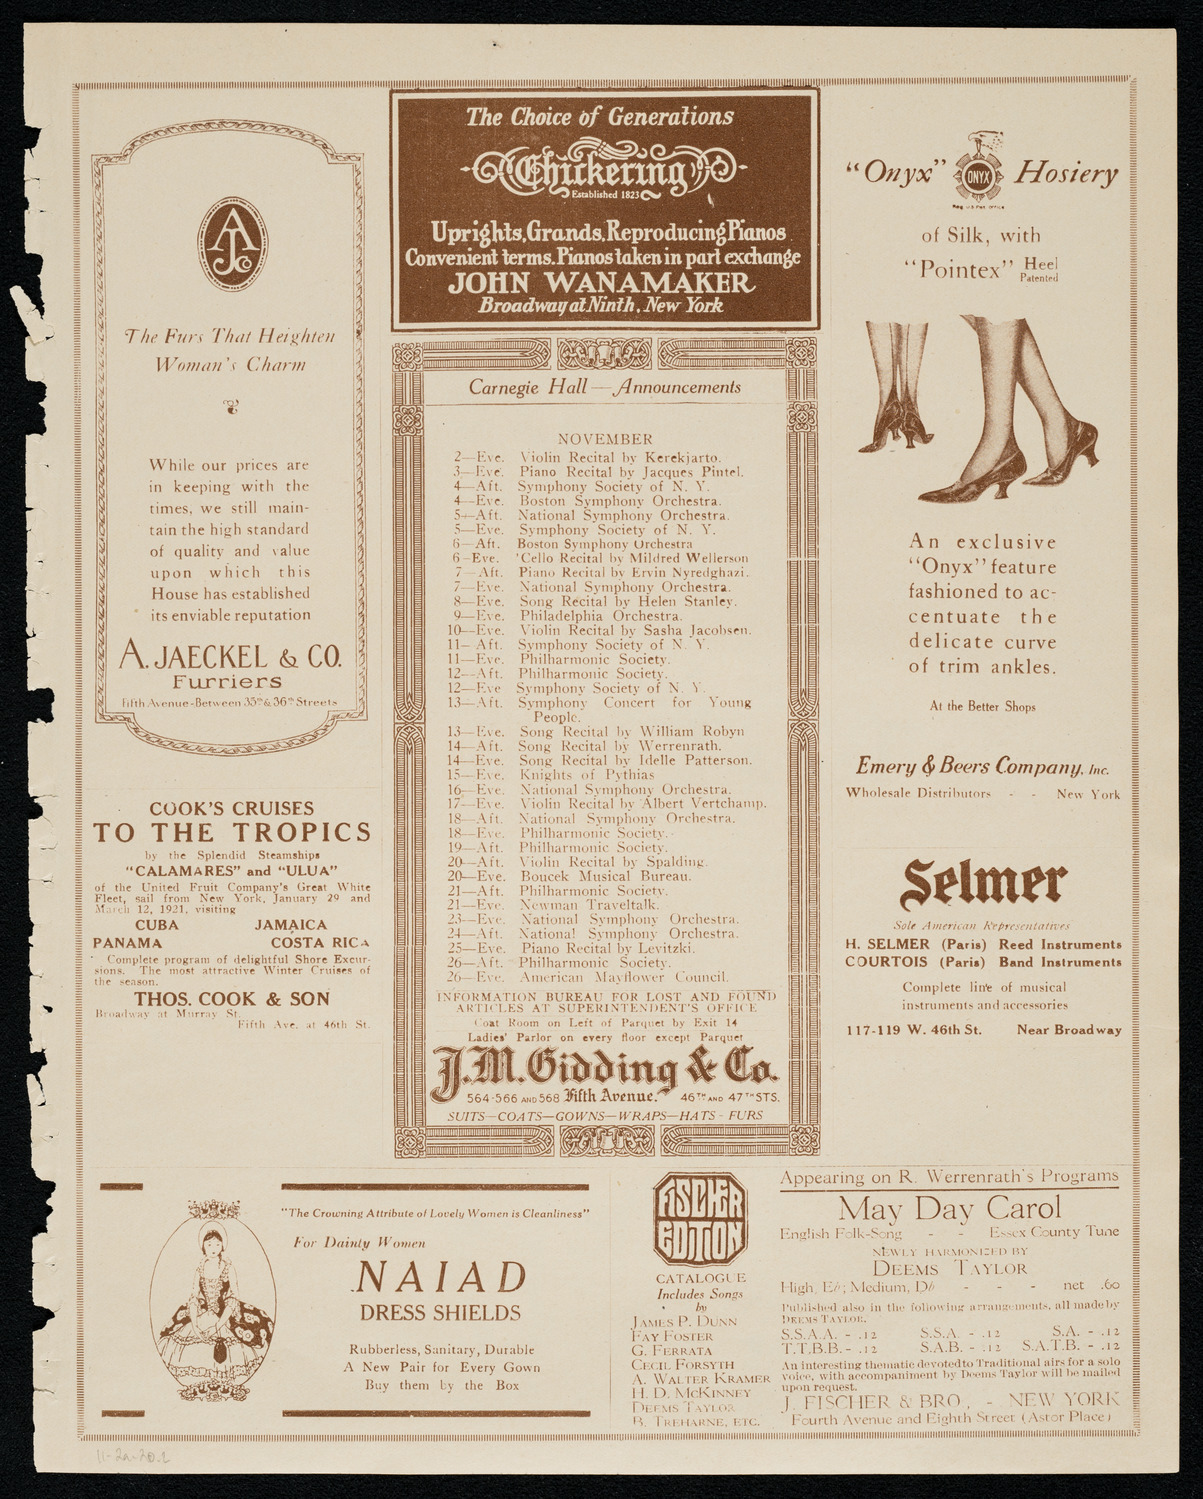 AJCo
The Furs That Heighten
Woman's Charm
While our prices are
in keeping with the
times, we still main-
tain the high standard
of quality and value
upon which this
House has established
its enviable reputation
A. JAECKEL & CO.
Furriers
Fifth Avenue-Between 35th & 36th Streets
COOK'S CRUISES
TO THE TROPICS
by the Splendid Steamships
"CALAMARES" and "ULUA"
of the United Fruit Company's Great White
Fleet, sail from New York, January 29 and
March 12, 1921, visiting
CUBA JAMAICA
PANAMA COSTA RICA
Complete program of delightful Shore Excur-
sions. The most attractive Winter Cruises of
the season.
THOS. COOK & SON
Broadway at Murray St.
Fifth Ave. at 46th St.
The Choice of Generations
Chickering
Established 1823
Uprights, Grands, Reproducing Pianos
Convenient terms. Pianos taken in part exchange
JOHN WANAMAKER
Broadway at Ninth, New York
Carnegie Hall — Announcements
NOVEMBER
2—Eve. Violin Recital by Kerekjarto.
3—Eve. Piano Recital by Jacques Pintel.
4—Aft. Symphony Society of N. Y.
4—Eve. Boston Symphony Orchestra.
5—Aft. National Symphony Orchestra.
5—Eve. Symphony Society of N. Y.
6—Aft. Boston Symphony Orchestra
6—Eve. 'Cello Recital by Mildred Wellerson
7—Aft. Piano Recital by Ervin Nyredghazi.
7—Eve. National Symphony Orchestra.
8—Eve. Song Recital by Helen Stanley.
9—Eve. Philadelphia Orchestra.
10—Eve. Violin Recital by Sasha Jacobsen.
11—Aft. Symphony Society of N. Y.
11—Eve. Philharmonic Society.
12—Aft. Philharmonic Society.
12—Eve Symphony Society of N. Y.
13—Aft. Symphony Concert for Young
People.
13—Eve. Song Recital by William Robyn
14—Aft. Song Recital by Werrenrath.
14—Eve. Song Recital by Idelle Patterson.
15—Eve. Knights of Pythias
16—Eve. National Symphony Orchestra.
17—Eve. Violin Recital by Albert Vertchamp.
18—Aft. National Symphony Orchestra.
18—Eve. Philharmonic Society.
19—Aft. Philharmonic Society.
20—Aft. Violin Recital by Spalding.
20—Eve. Boucek Musical Bureau.
21—Aft. Philharmonic Society.
21—Eve. Newman Traveltalk.
23—Eve. National Symphony Orchestra.
24—Aft. National Symphony Orchestra.
25—Eve. Piano Recital by Levitzki.
26—Aft. Philharmonic Society.
26—Eve. American Mayflower Council.
INFORMATION BUREAU FOR LOST AND FOUND
ARTICLES AT SUPERINTENDENT'S OFFICE
Coat Room on Left of Parquet by Exit 14
Ladies' Parlor on every floor except Parquet
J.M. Gidding & Co.
564-566 AND 568 Fifth Avenue. 46TH AND 47TH STS.
SUITS—COATS—GOWNS—WRAPS—HATS - FURS
"Onyx" ONYX Hosiery
Reg. U.S. Pat. Office
of Silk, with
"Pointex" Heel
Patented
An exclusive
"Onyx" feature
fashioned to ac-
centuate the
delicate curve
of trim ankles.
At the Better Shops
Emery & Beers Company, Inc.
Wholesale Distributors - - New York
Selmer
Sole American Representatives
H. SELMER (Paris) Reed Instruments
COURTOIS (Paris) Band Instruments
Complete line of musical
instruments and accessories
117-119 W. 46th St. Near Broadway
"The Crowning Attribute of Lovely Women is Cleanliness"
For Dainty Women
NAIAD
DRESS SHIELDS
Rubberless, Sanitary, Durable
A New Pair for Every Gown
Buy them by the Box
FISCHER
EDITION
CATALOGUE
Includes Songs
by
JAMES P. DUNN
FAY FOSTER
G. FERRATA
CECIL FORSYTH
A. WALTER KRAMER
H. D. MCKINNEY
DEEMS TAYLOR
B. TREHARNE, ETC.
Appearing on R. Werrenrath's Programs
May Day Carol
English Folk-Song - - Essex County Tune
NEWLY HARMONIZED BY
DEEMS TAYLOR
High, E♭; Medium, D♭ - - - net .60
Published also in the following arrangements, all made by
DEEMS TAYLOR.
S.S.A.A. - .12 S.S.A. - .12 S.A. - .12
T.T.B.B. - .12 S.A.B. - .12 S.A.T.B. - .12
An interesting thematic devoted to Traditional airs for a solo
voice, with accompaniment by Deems Taylor will be mailed
upon request.
J. FISCHER & BRO., - NEW YORK
Fourth Avenue and Eighth Street (Astor Place)